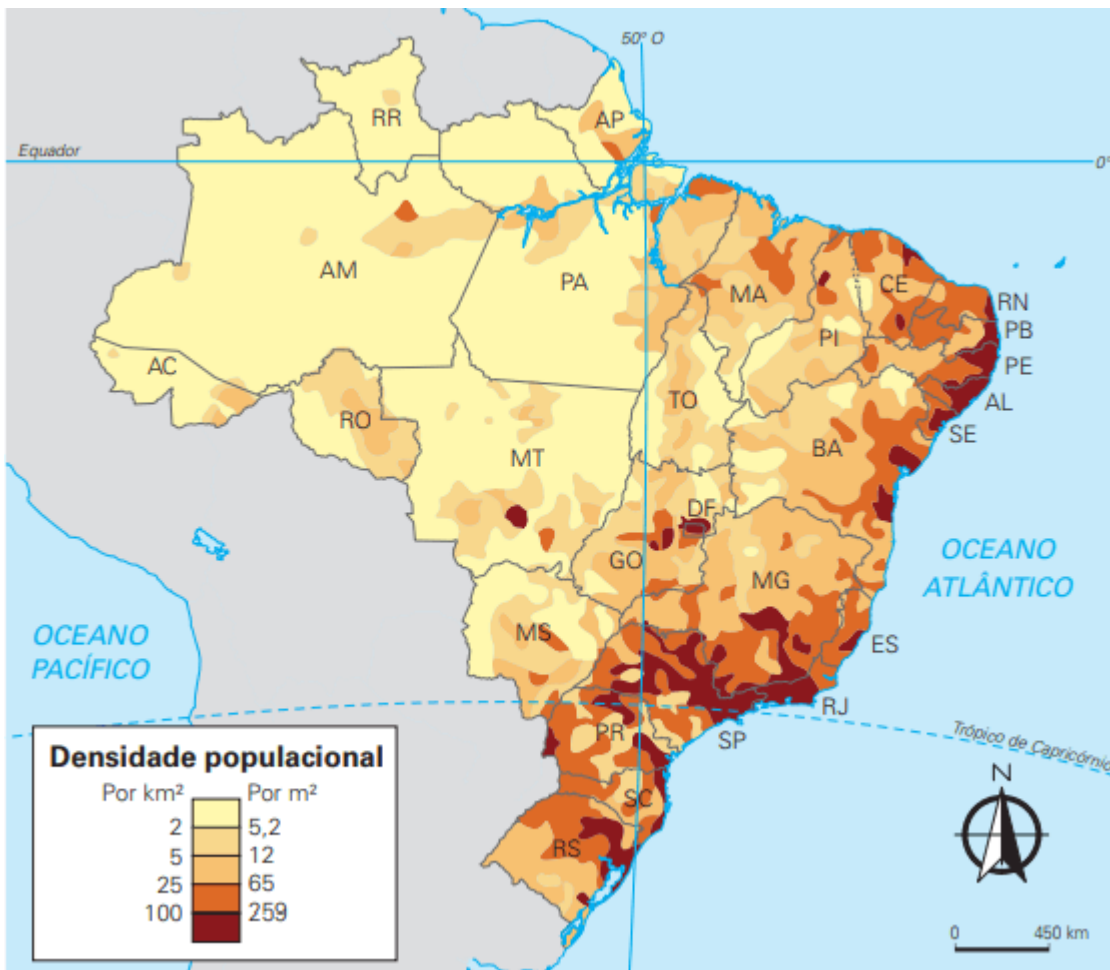 50° O
Equador
0°
RR
AP
AM
PA
MA
CE
RN
PB
PE
AL
SE
PI
AC
RO
TO
MT
BA
DF
GO
MG
MS
ES
RJ
SP
PR
SC
RS
OCEANO
PACÍFICO
OCEANO
ATLÂNTICO
Trópico de Capricórnio
Densidade populacional
Por km² Por m²
2 5,2
5 12
25 65
100 259
N
0 450 km